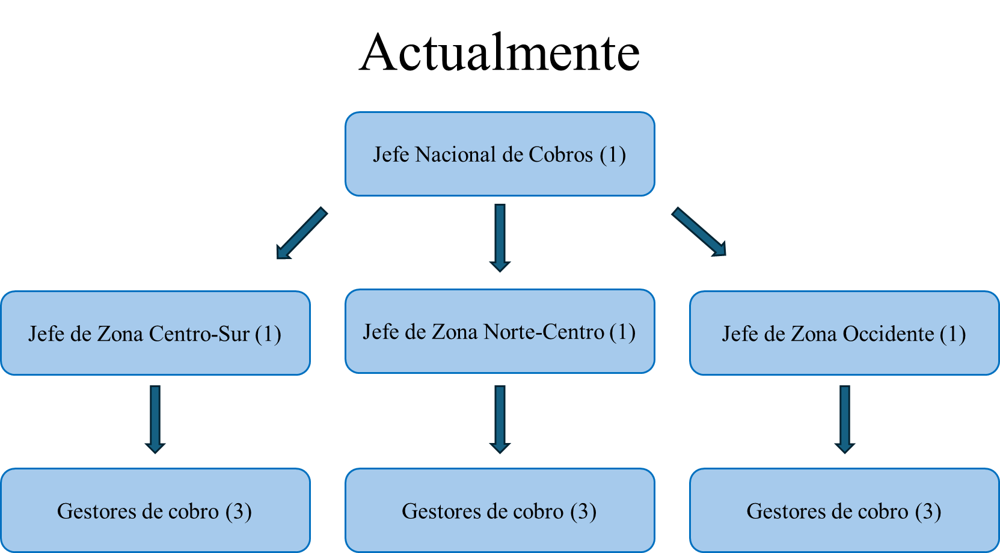 Actualmente
Jefe Nacional de Cobros (1)
Jefe de Zona Centro-Sur (1)
Jefe de Zona Norte-Centro (1)
Jefe de Zona Occidente (1)
Gestores de cobro (3)
Gestores de cobro (3)
Gestores de cobro (3)